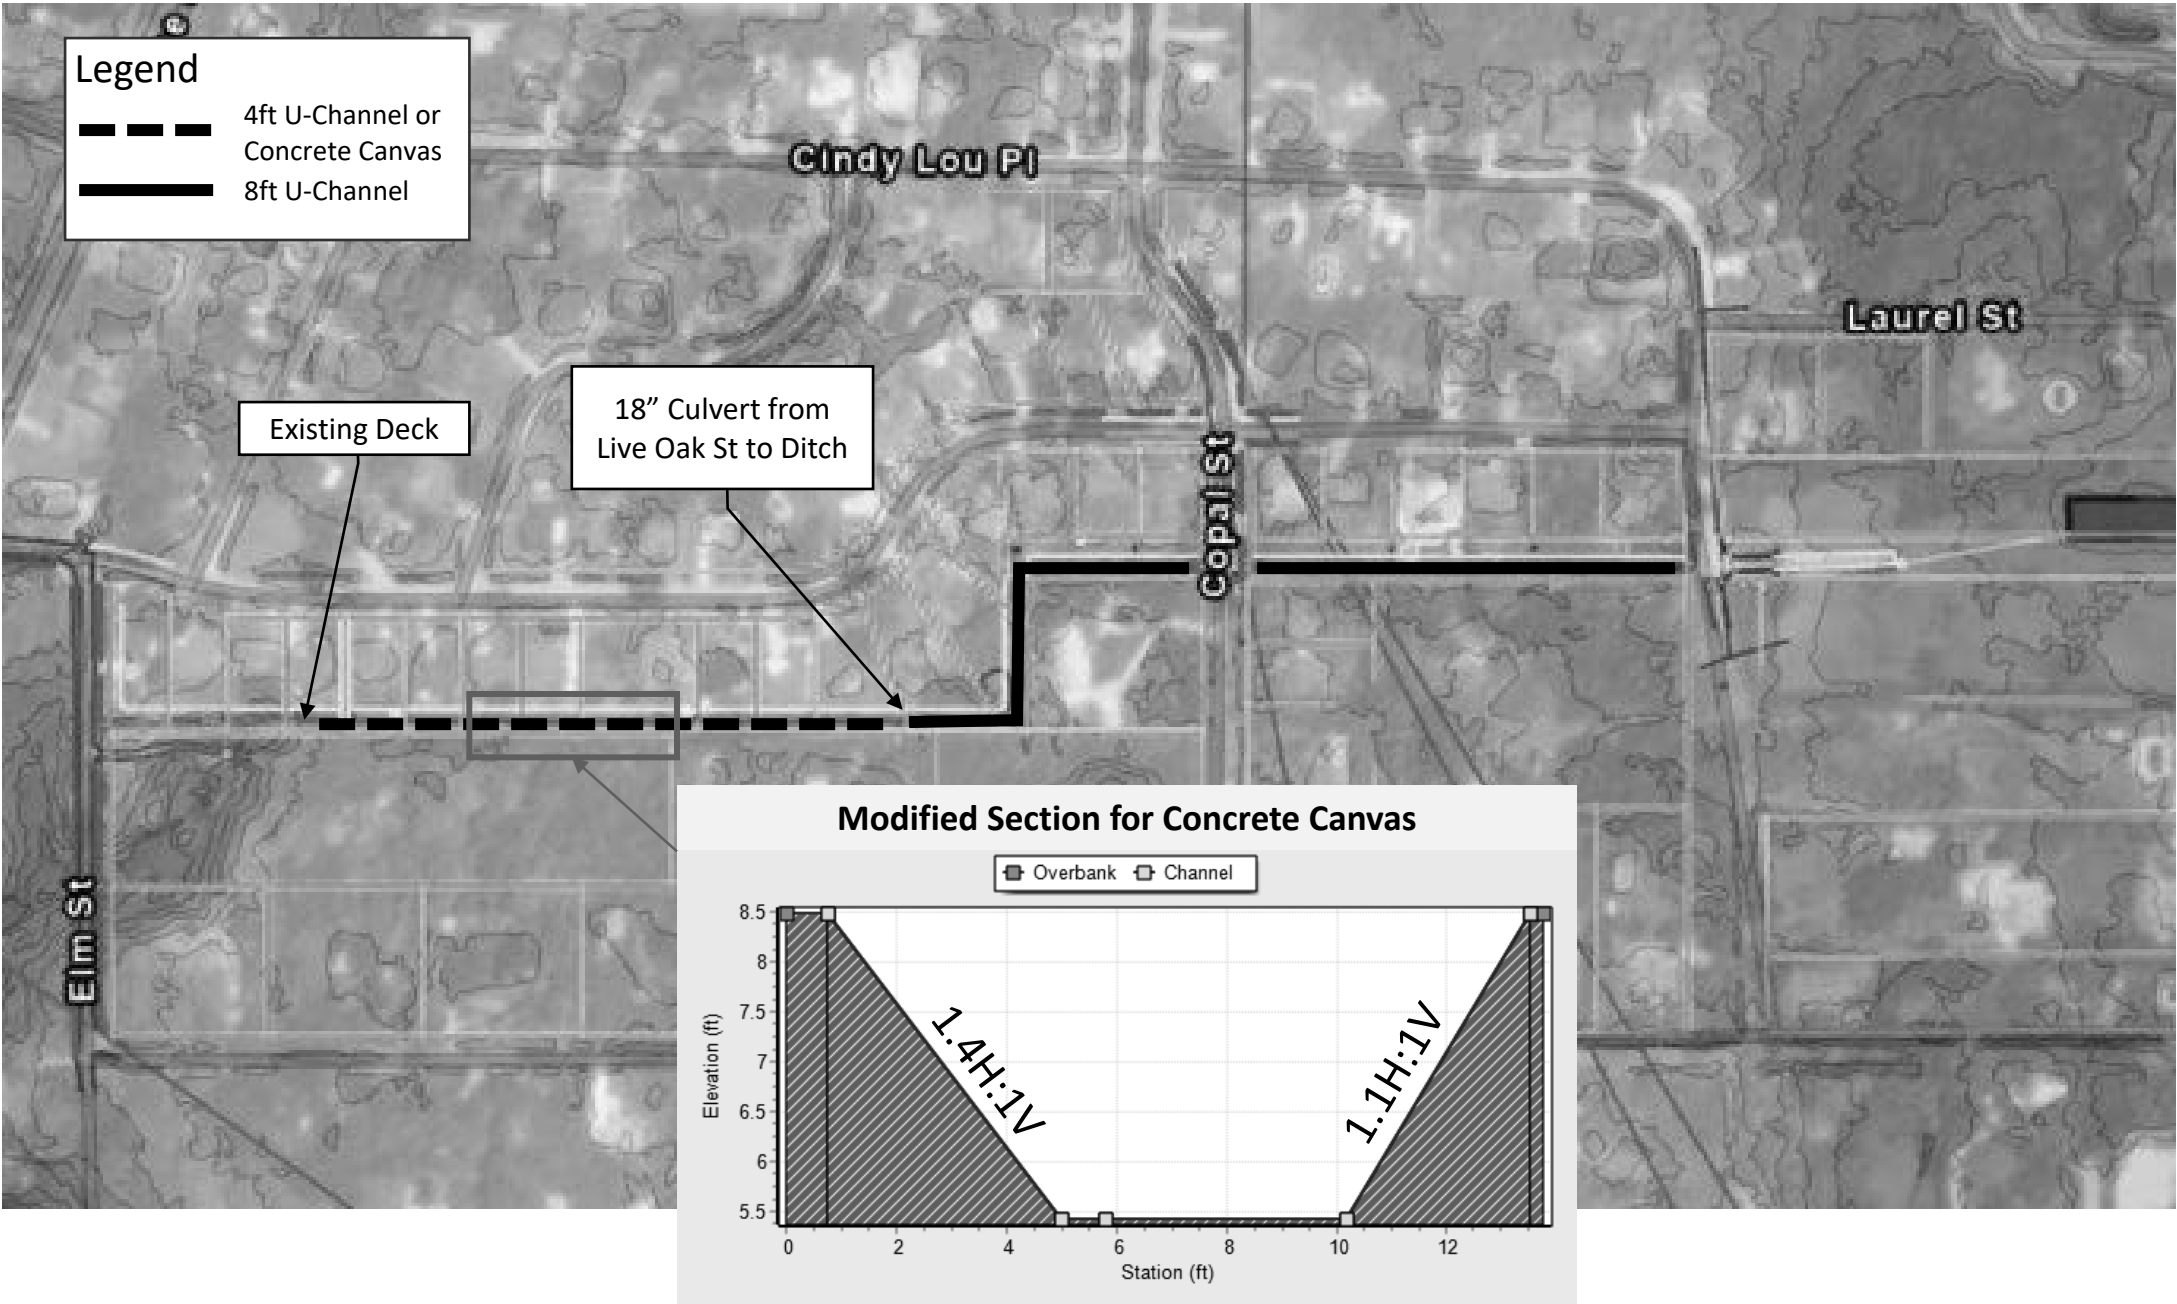 e
Legend
4ft U-Channel or
Concrete Canvas
8ft U-Channel
Cindy Lou Pl
Laurel St
Existing Deck
18” Culvert from
Live Oak St to Ditch
Copal St
Elm St
Modified Section for Concrete Canvas
Overbank Channel
8.5
8
7.5
7
6.5
6
5.5
Elevation (ft)
1.4H:1V
1.1H:1V
0 2 4 6 8 10 12
Station (ft)